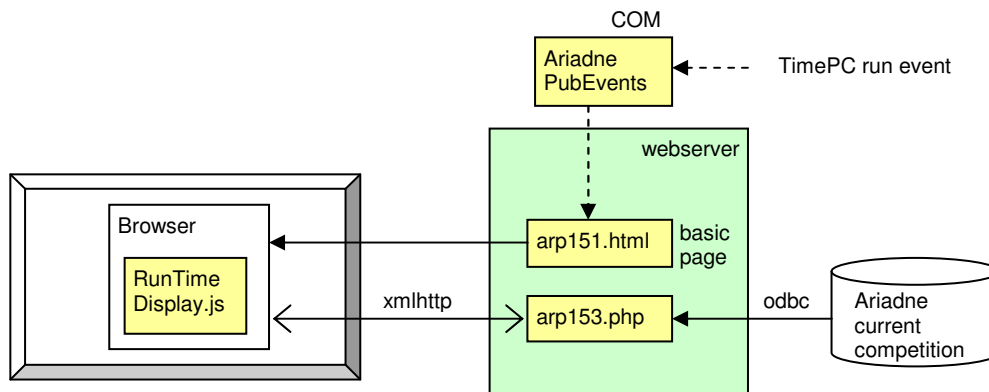 COM
Ariadne
PubEvents
TimePC run event
webserver
Browser
RunTime
Display.js
arp151.html
basic
page
xmlhttp
arp153.php
odbc
Ariadne
current
competition